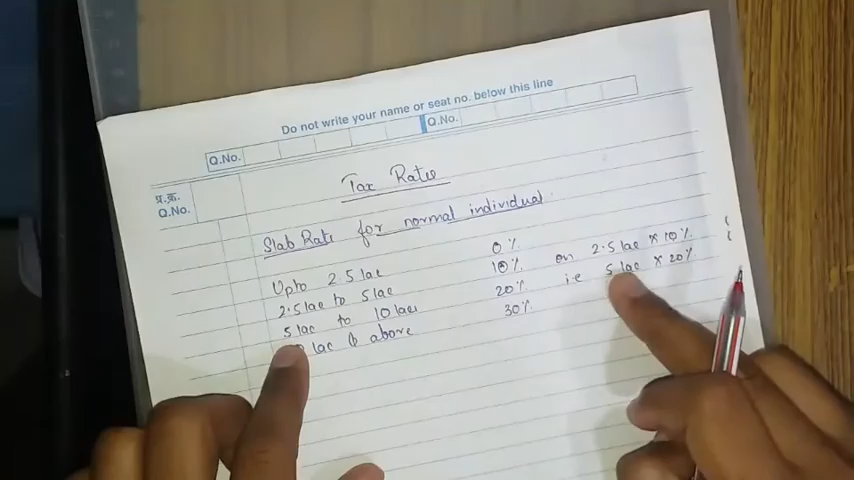 Do not write your name or seat no. below this line
Q.No. Q.No.
प्र.क्र.
Q.No.
Tax Rates
Slab Rate for normal individual
Upto 2.5 lac 0%
2.5 lac to 5 lac 10% on 2.5 lac x 10%
5 lac to 10 lac 20% i.e 5 lac x 20%
lac & above 30%